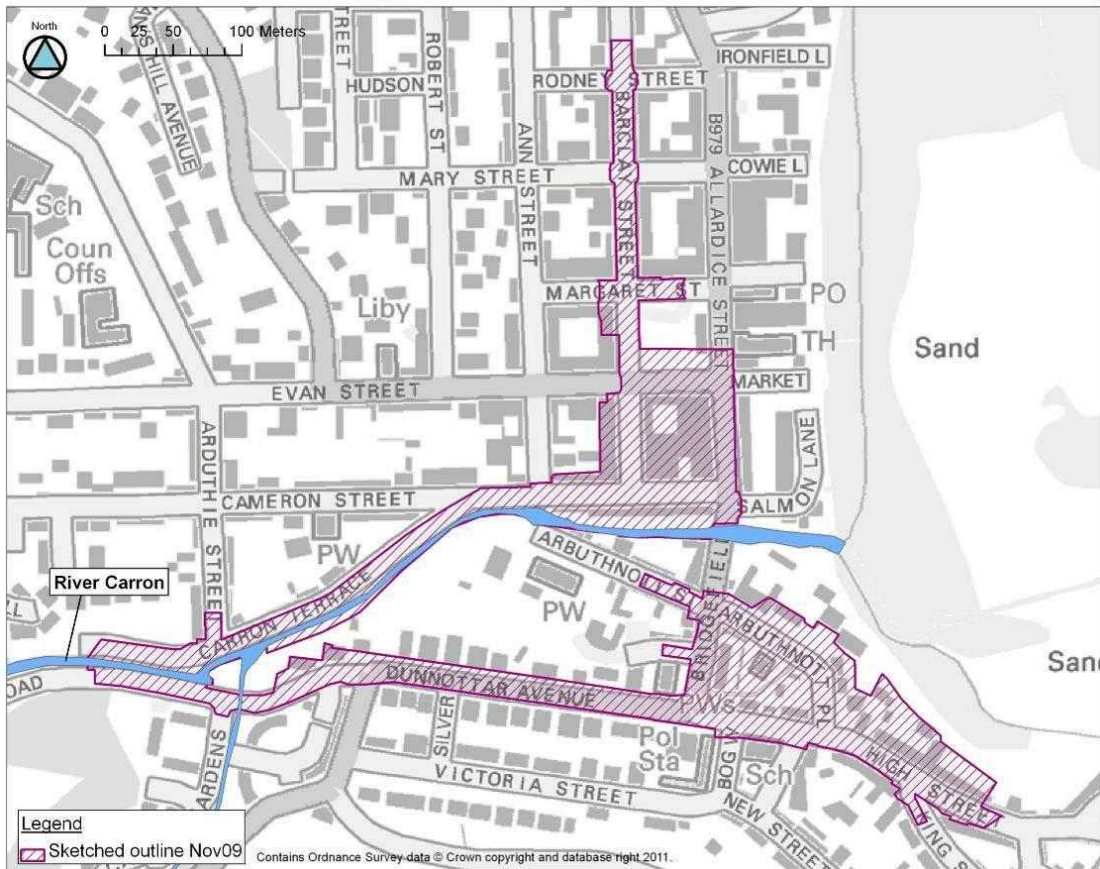 North
0 25 50 100 Meters
HILL AVENUE
STREET
ROBERT ST
HUDSON
RODNEY STREET
IRONFIELD L
BARCLAY STREET
B979 ALLARDICE STREET
ANN STREET
MARY STREET
COWIE L
Sch
Coun
Offs
Liby
MARGARET ST
PO
TH
Sand
EVAN STREET
MARKET
ARDUTHIE STREET
CAMERON STREET
SALMON LANE
PW
ARBUTHNOTT ST
BRIDGEFIELD
River Carron
CARRON TERRACE
PW
ARBUTHNOTT PL
ROAD
DUNNOTTAR AVENUE
PWs
HIGH STREET
SILVER
Pol
Sta
BOGW
Sch
VICTORIA STREET
NEW STREET
ARDENS
Legend
Sketched outline Nov09
Contains Ordnance Survey data © Crown copyright and database right 2011.